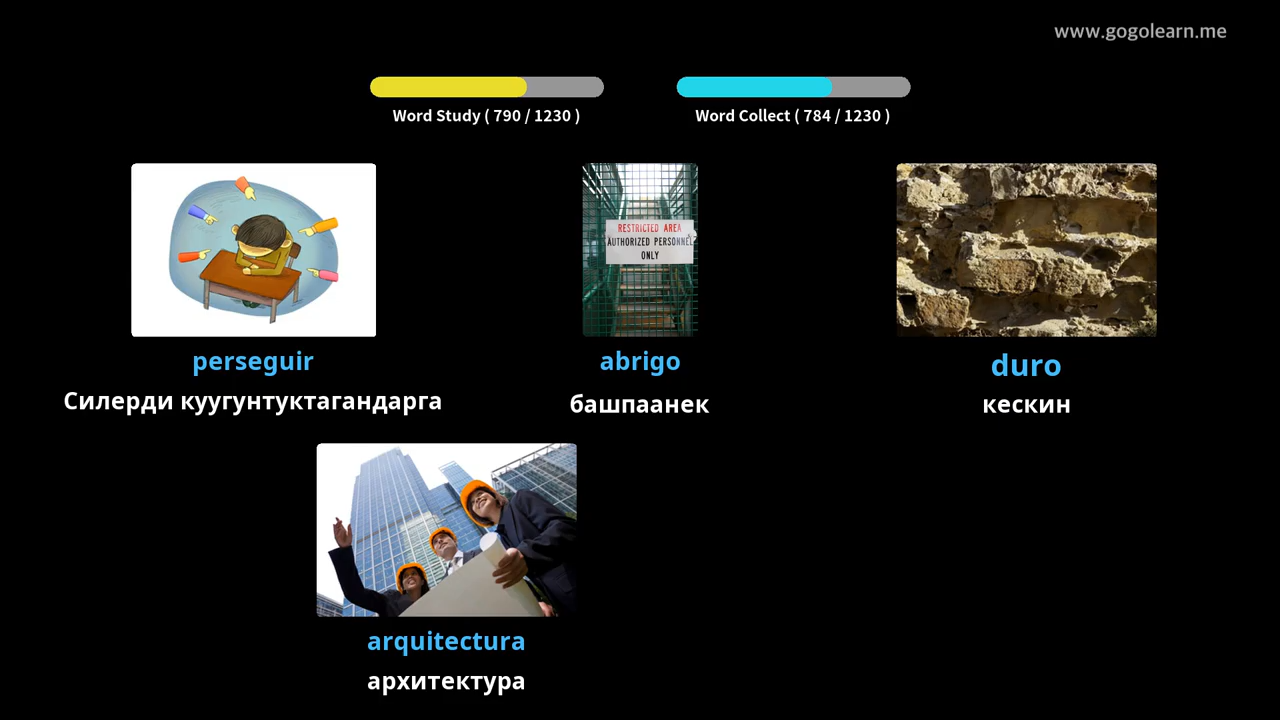 www.gogolearn.me
Word Study ( 790 / 1230 )
Word Collect ( 784 / 1230 )
RESTRICTED AREA
AUTHORIZED PERSONNEL
ONLY
perseguir
Силерди куугунтуктагандарга
abrigo
башпаанек
duro
кескин
arquitectura
архитектура